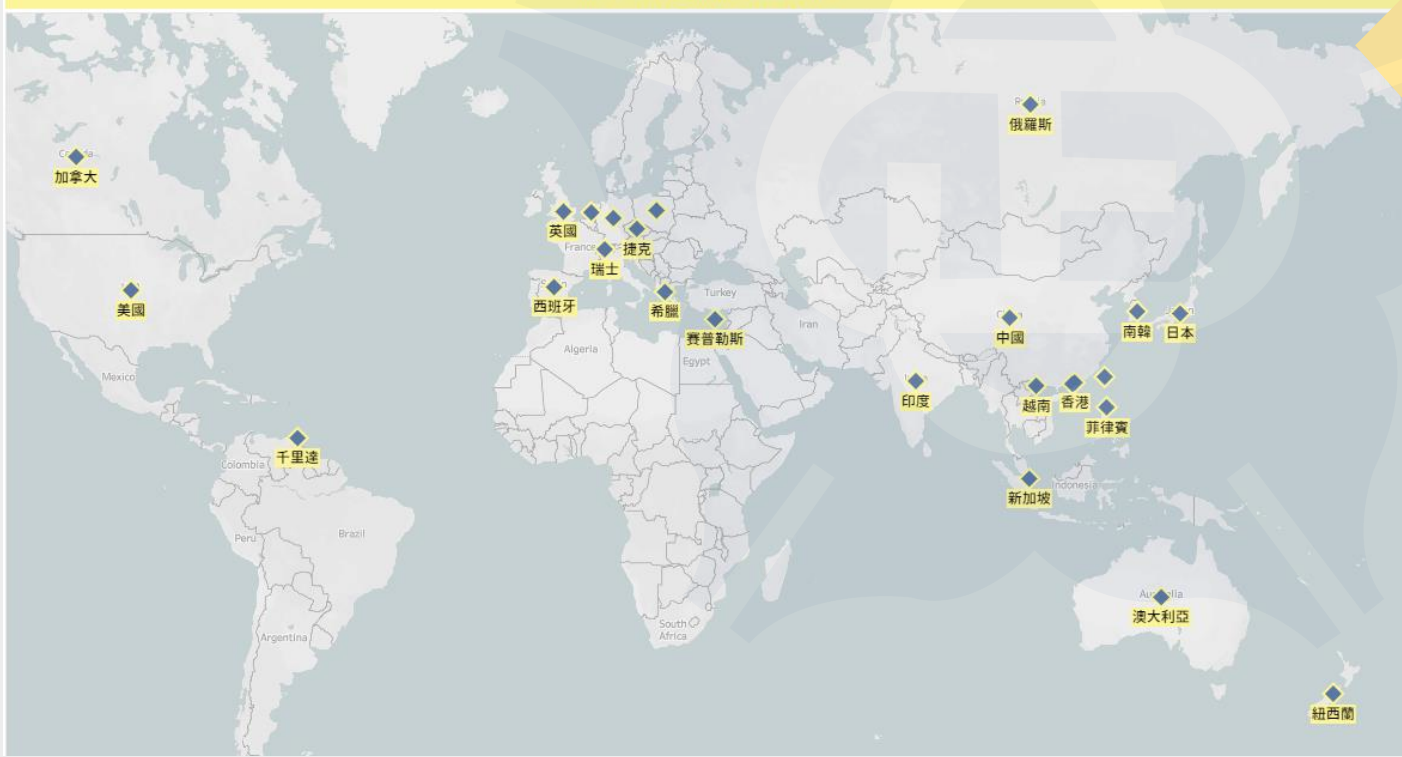 俄羅斯
加拿大
英國
捷克
France
瑞士
西班牙
希臘
Turkey
美國
賽普勒斯
Iran
中國
南韓
日本
Algeria
Egypt
Mexico
印度
越南
香港
菲律賓
千里達
Colombia
新加坡
Indonesia
Peru
Brazil
Australia
澳大利亞
South
Africa
Argentina
紐西蘭